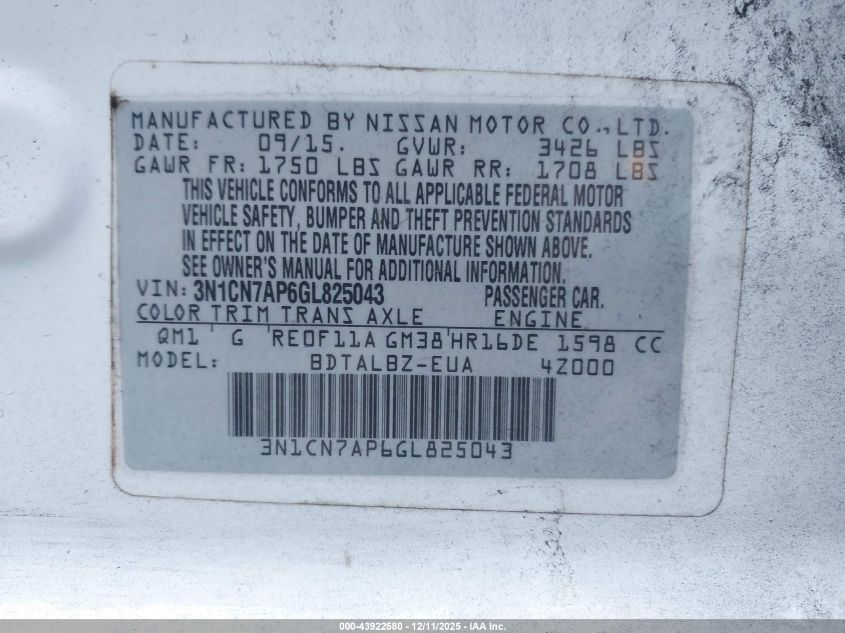 MANUFACTURED BY NISSAN MOTOR CO., LTD.
DATE: 09/15. GVWR: 3426 LBS
GAWR FR: 1750 LBS GAWR RR: 1708 LBS
THIS VEHICLE CONFORMS TO ALL APPLICABLE FEDERAL MOTOR
VEHICLE SAFETY, BUMPER AND THEFT PREVENTION STANDARDS
IN EFFECT ON THE DATE OF MANUFACTURE SHOWN ABOVE.
SEE OWNER'S MANUAL FOR ADDITIONAL INFORMATION.
VIN: 3N1CN7AP6GL825043 PASSENGER CAR.
COLOR TRIM TRANS AXLE ENGINE
QM1 G RE0F11A GM38 HR16DE 1598 CC
MODEL: BDTALBZ-EUA 4Z000
3N1CN7AP6GL825043
000-43922580 - 12/11/2025 - IAA Inc.